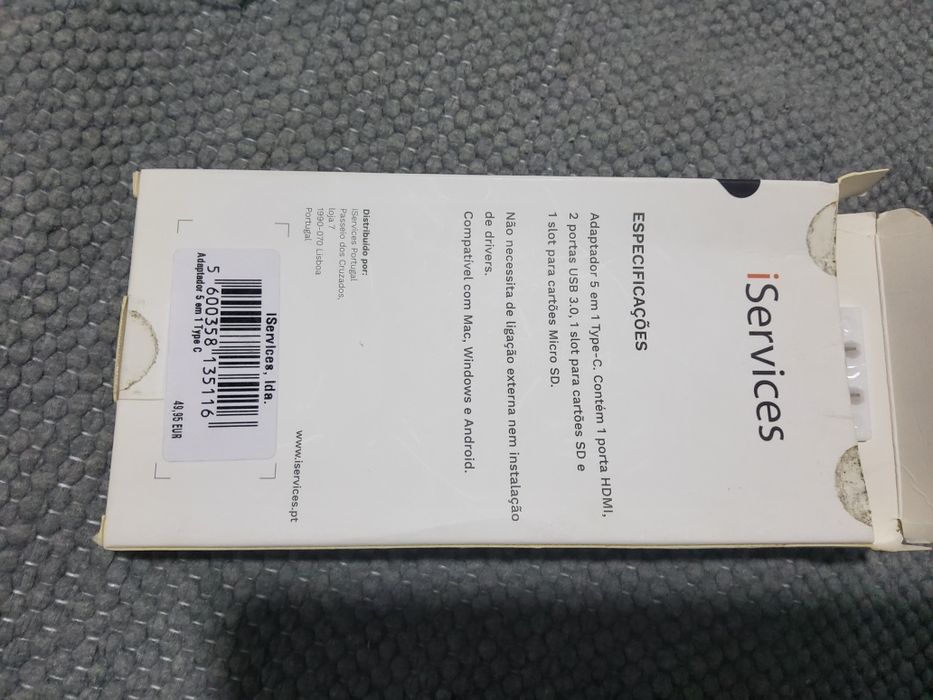 iServices
ESPECIFICAÇÕES
Adaptador 5 em 1 Type-C. Contém 1 porta HDMI,
2 portas USB 3.0, 1 slot para cartões SD e
1 slot para cartões Micro SD.
Não necessita de ligação externa nem instalação
de drivers.
Compatível com Mac, Windows e Android.
Distribuído por:
iServices Portugal
Passeio dos Cruzados,
loja 7
1990-070 Lisboa
Portugal
www.iservices.pt
iServices, lda.
5 600358 135116
Adaptador 5 em 1 Type C
49,95 EUR